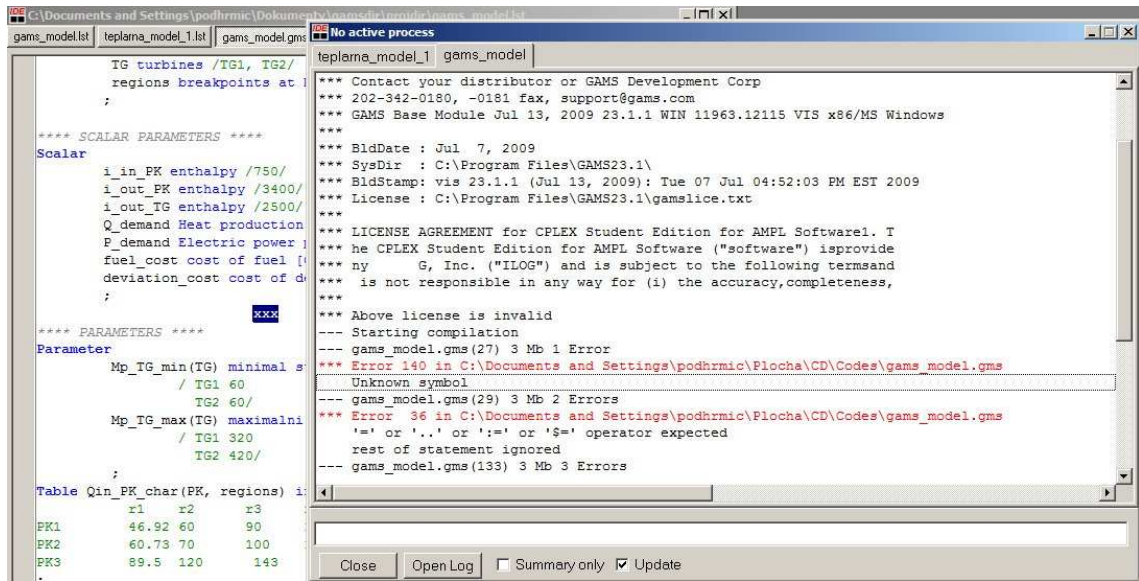 C:\Documents and Settings\podhrmic\Dokumenty\gamsdir\projdir\gams_model.lst
gams_model.lst teplarna_model_1.lst gams_model.gms
TG turbines /TG1, TG2/
regions breakpoints at
;
**** SCALAR PARAMETERS ****
Scalar
i_in_PK enthalpy /750/
i_out_PK enthalpy /3400/
i_out_TG enthalpy /2500/
Q_demand Heat production
P_demand Electric power
fuel_cost cost of fuel
deviation_cost cost of
;
xxx
**** PARAMETERS ****
Parameter
Mp_TG_min(TG) minimal
/ TG1 60
TG2 60/
Mp_TG_max(TG) maximalni
/ TG1 320
TG2 420/
;
Table Qin_PK_char(PK, regions)
r1 r2 r3
PK1 46.92 60 90
PK2 60.73 70 100
PK3 89.5 120 143
IDE No active process
teplarna_model_1 gams_model
*** Contact your distributor or GAMS Development Corp
*** 202-342-0180, -0181 fax, support@gams.com
*** GAMS Base Module Jul 13, 2009 23.1.1 WIN 11963.12115 VIS x86/MS Windows
***
*** BldDate : Jul  7, 2009
*** SysDir  : C:\Program Files\GAMS23.1\
*** BldStamp: vis 23.1.1 (Jul 13, 2009): Tue 07 Jul 04:52:03 PM EST 2009
*** License : C:\Program Files\GAMS23.1\gamslice.txt
***
*** LICENSE AGREEMENT for CPLEX Student Edition for AMPL Software1. T
*** he CPLEX Student Edition for AMPL Software ("software") isprovide
*** ny      G, Inc. ("ILOG") and is subject to the following termsand
***  is not responsible in any way for (i) the accuracy,completeness,
***
*** Above license is invalid
--- Starting compilation
--- gams_model.gms(27) 3 Mb 1 Error
*** Error 140 in C:\Documents and Settings\podhrmic\Plocha\CD\Codes\gams_model.gms
Unknown symbol
--- gams_model.gms(29) 3 Mb 2 Errors
*** Error  36 in C:\Documents and Settings\podhrmic\Plocha\CD\Codes\gams_model.gms
'=' or '..' or ':=' or '$=' operator expected
rest of statement ignored
--- gams_model.gms(133) 3 Mb 3 Errors
Close Open Log Summary only Update